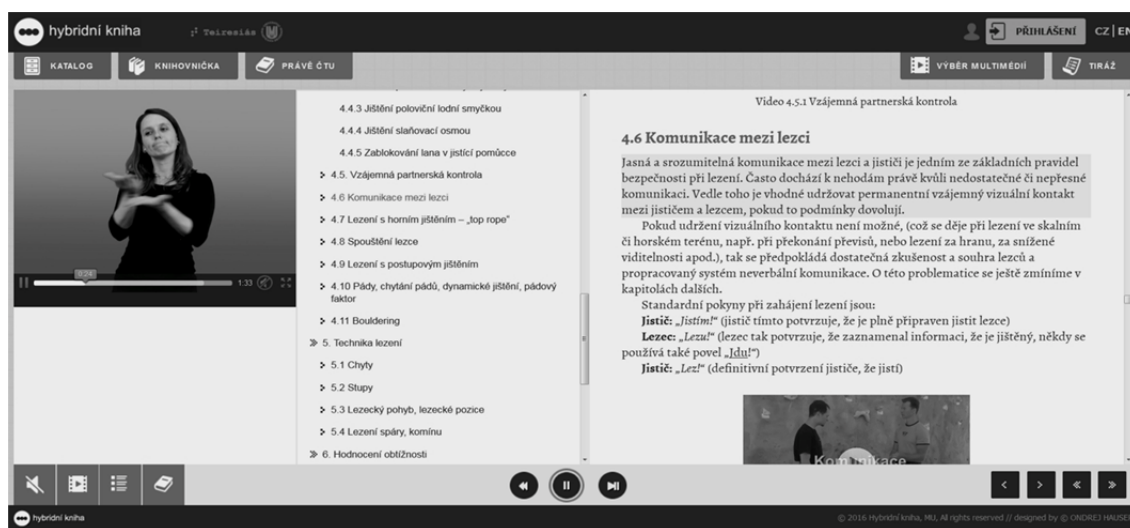 hybridní kniha
Teiresiás
PŘIHLÁŠENÍ
CZ | EN
KATALOG
KNIHOVNIČKA
PRÁVĚ ČTU
VÝBĚR MULTIMÉDIÍ
TIRÁŽ
0:24
1:33
4.4.3 Jištění poloviční lodní smyčkou
4.4.4 Jištění slaňovací osmou
4.4.5 Zablokování lana v jistící pomůcce
4.5. Vzájemná partnerská kontrola
4.6 Komunikace mezi lezci
4.7 Lezení s horním jištěním – „top rope"
4.8 Spouštění lezce
4.9 Lezení s postupovým jištěním
4.10 Pády, chytání pádů, dynamické jištění, pádový
faktor
4.11 Bouldering
5. Technika lezení
5.1 Chyty
5.2 Stupy
5.3 Lezecký pohyb, lezecké pozice
5.4 Lezení spáry, komínu
6. Hodnocení obtížnosti
Video 4.5.1 Vzájemná partnerská kontrola
4.6 Komunikace mezi lezci
Jasná a srozumitelná komunikace mezi lezci a jističi je jedním ze základních pravidel
bezpečnosti při lezení. Často dochází k nehodám právě kvůli nedostatečné či nepřesné
komunikaci. Vedle toho je vhodné udržovat permanentní vzájemný vizuální kontakt
mezi jističem a lezcem, pokud to podmínky dovolují.
Pokud udržení vizuálního kontaktu není možné, (což se děje při lezení ve skalním
či horském terénu, např. při překonání převisů, nebo lezení za hranu, za snížené
viditelnosti apod.), tak se předpokládá dostatečná zkušenost a souhra lezců a
propracovaný systém neverbální komunikace. O této problematice se ještě zmíníme v
kapitolách dalších.
Standardní pokyny při zahájení lezení jsou:
Jistič: „Jistím!" (jistič tímto potvrzuje, že je plně připraven jistit lezce)
Lezec: „Lezu!" (lezec tak potvrzuje, že zaznamenal informaci, že je jištěný, někdy se
používá také povel „Jdu!")
Jistič: „Lez!" (definitivní potvrzení jističe, že jistí)
Komunikace
hybridní kniha
© 2016 Hybridní kniha, MU, All rights reserved // designed by © ONDREJ HAUSER